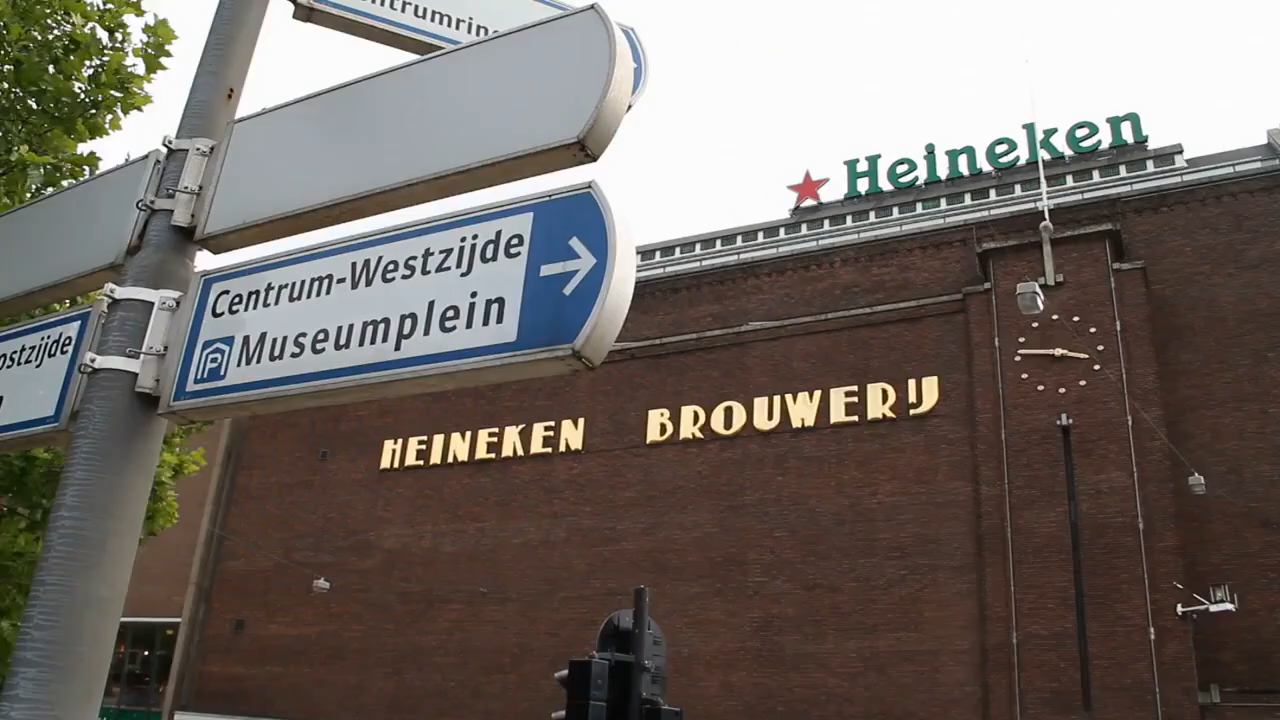 Heineken
Centrum-Westzijde
P Museumplein
HEINEKEN BROUWERIJ